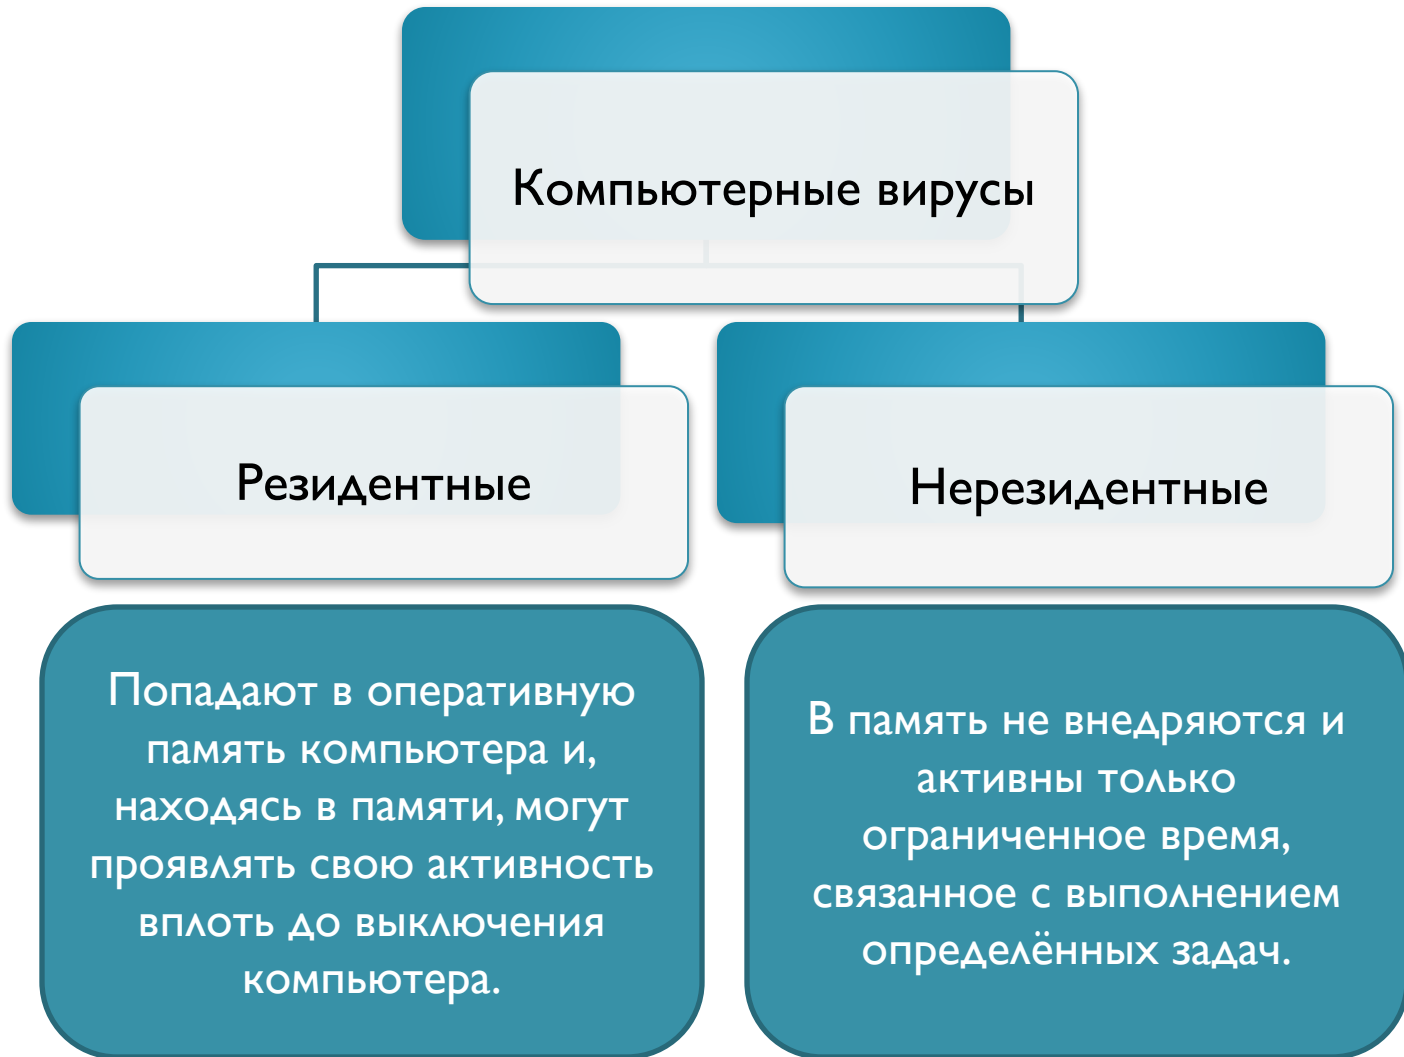 Компьютерные вирусы
Резидентные
Нерезидентные
Попадают в оперативную
память компьютера и,
находясь в памяти, могут
проявлять свою активность
вплоть до выключения
компьютера.
В память не внедряются и
активны только
ограниченное время,
связанное с выполнением
определённых задач.